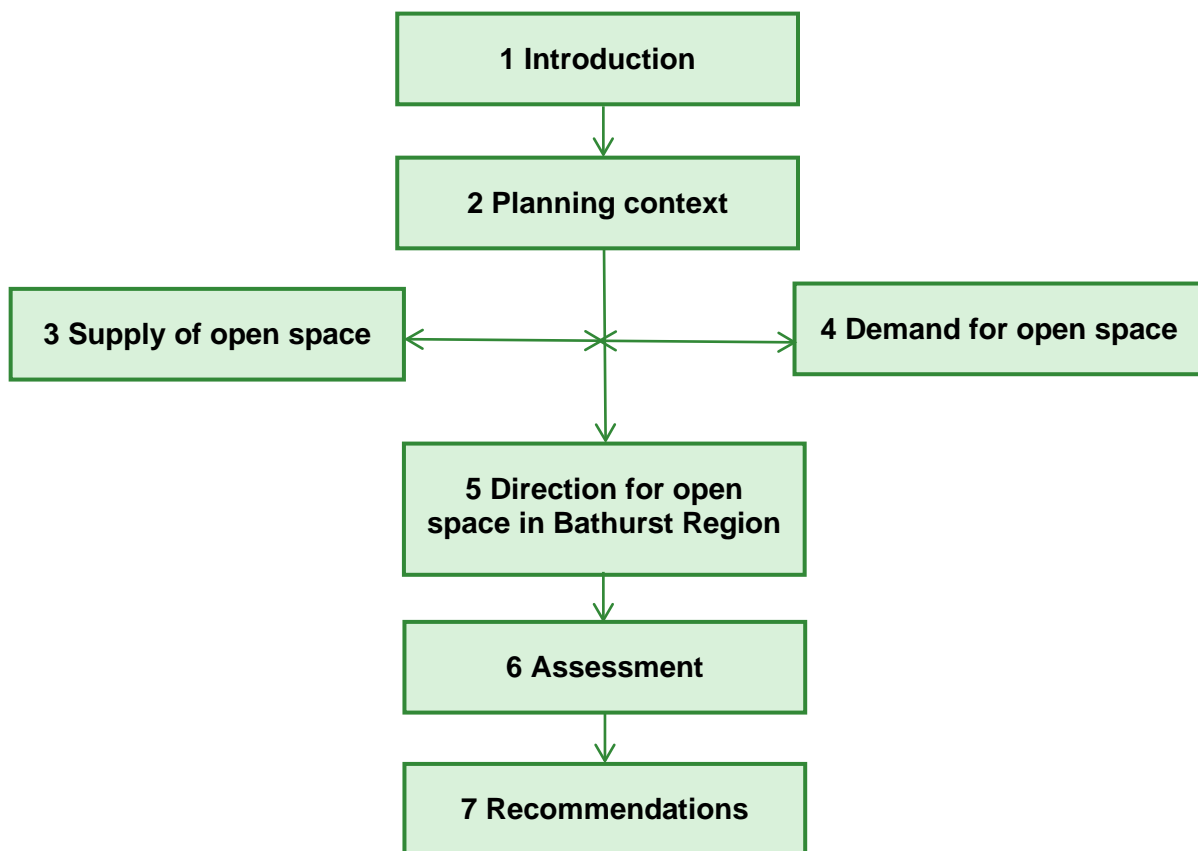 1 Introduction
2 Planning context
3 Supply of open space
4 Demand for open space
5 Direction for open
space in Bathurst Region
6 Assessment
7 Recommendations